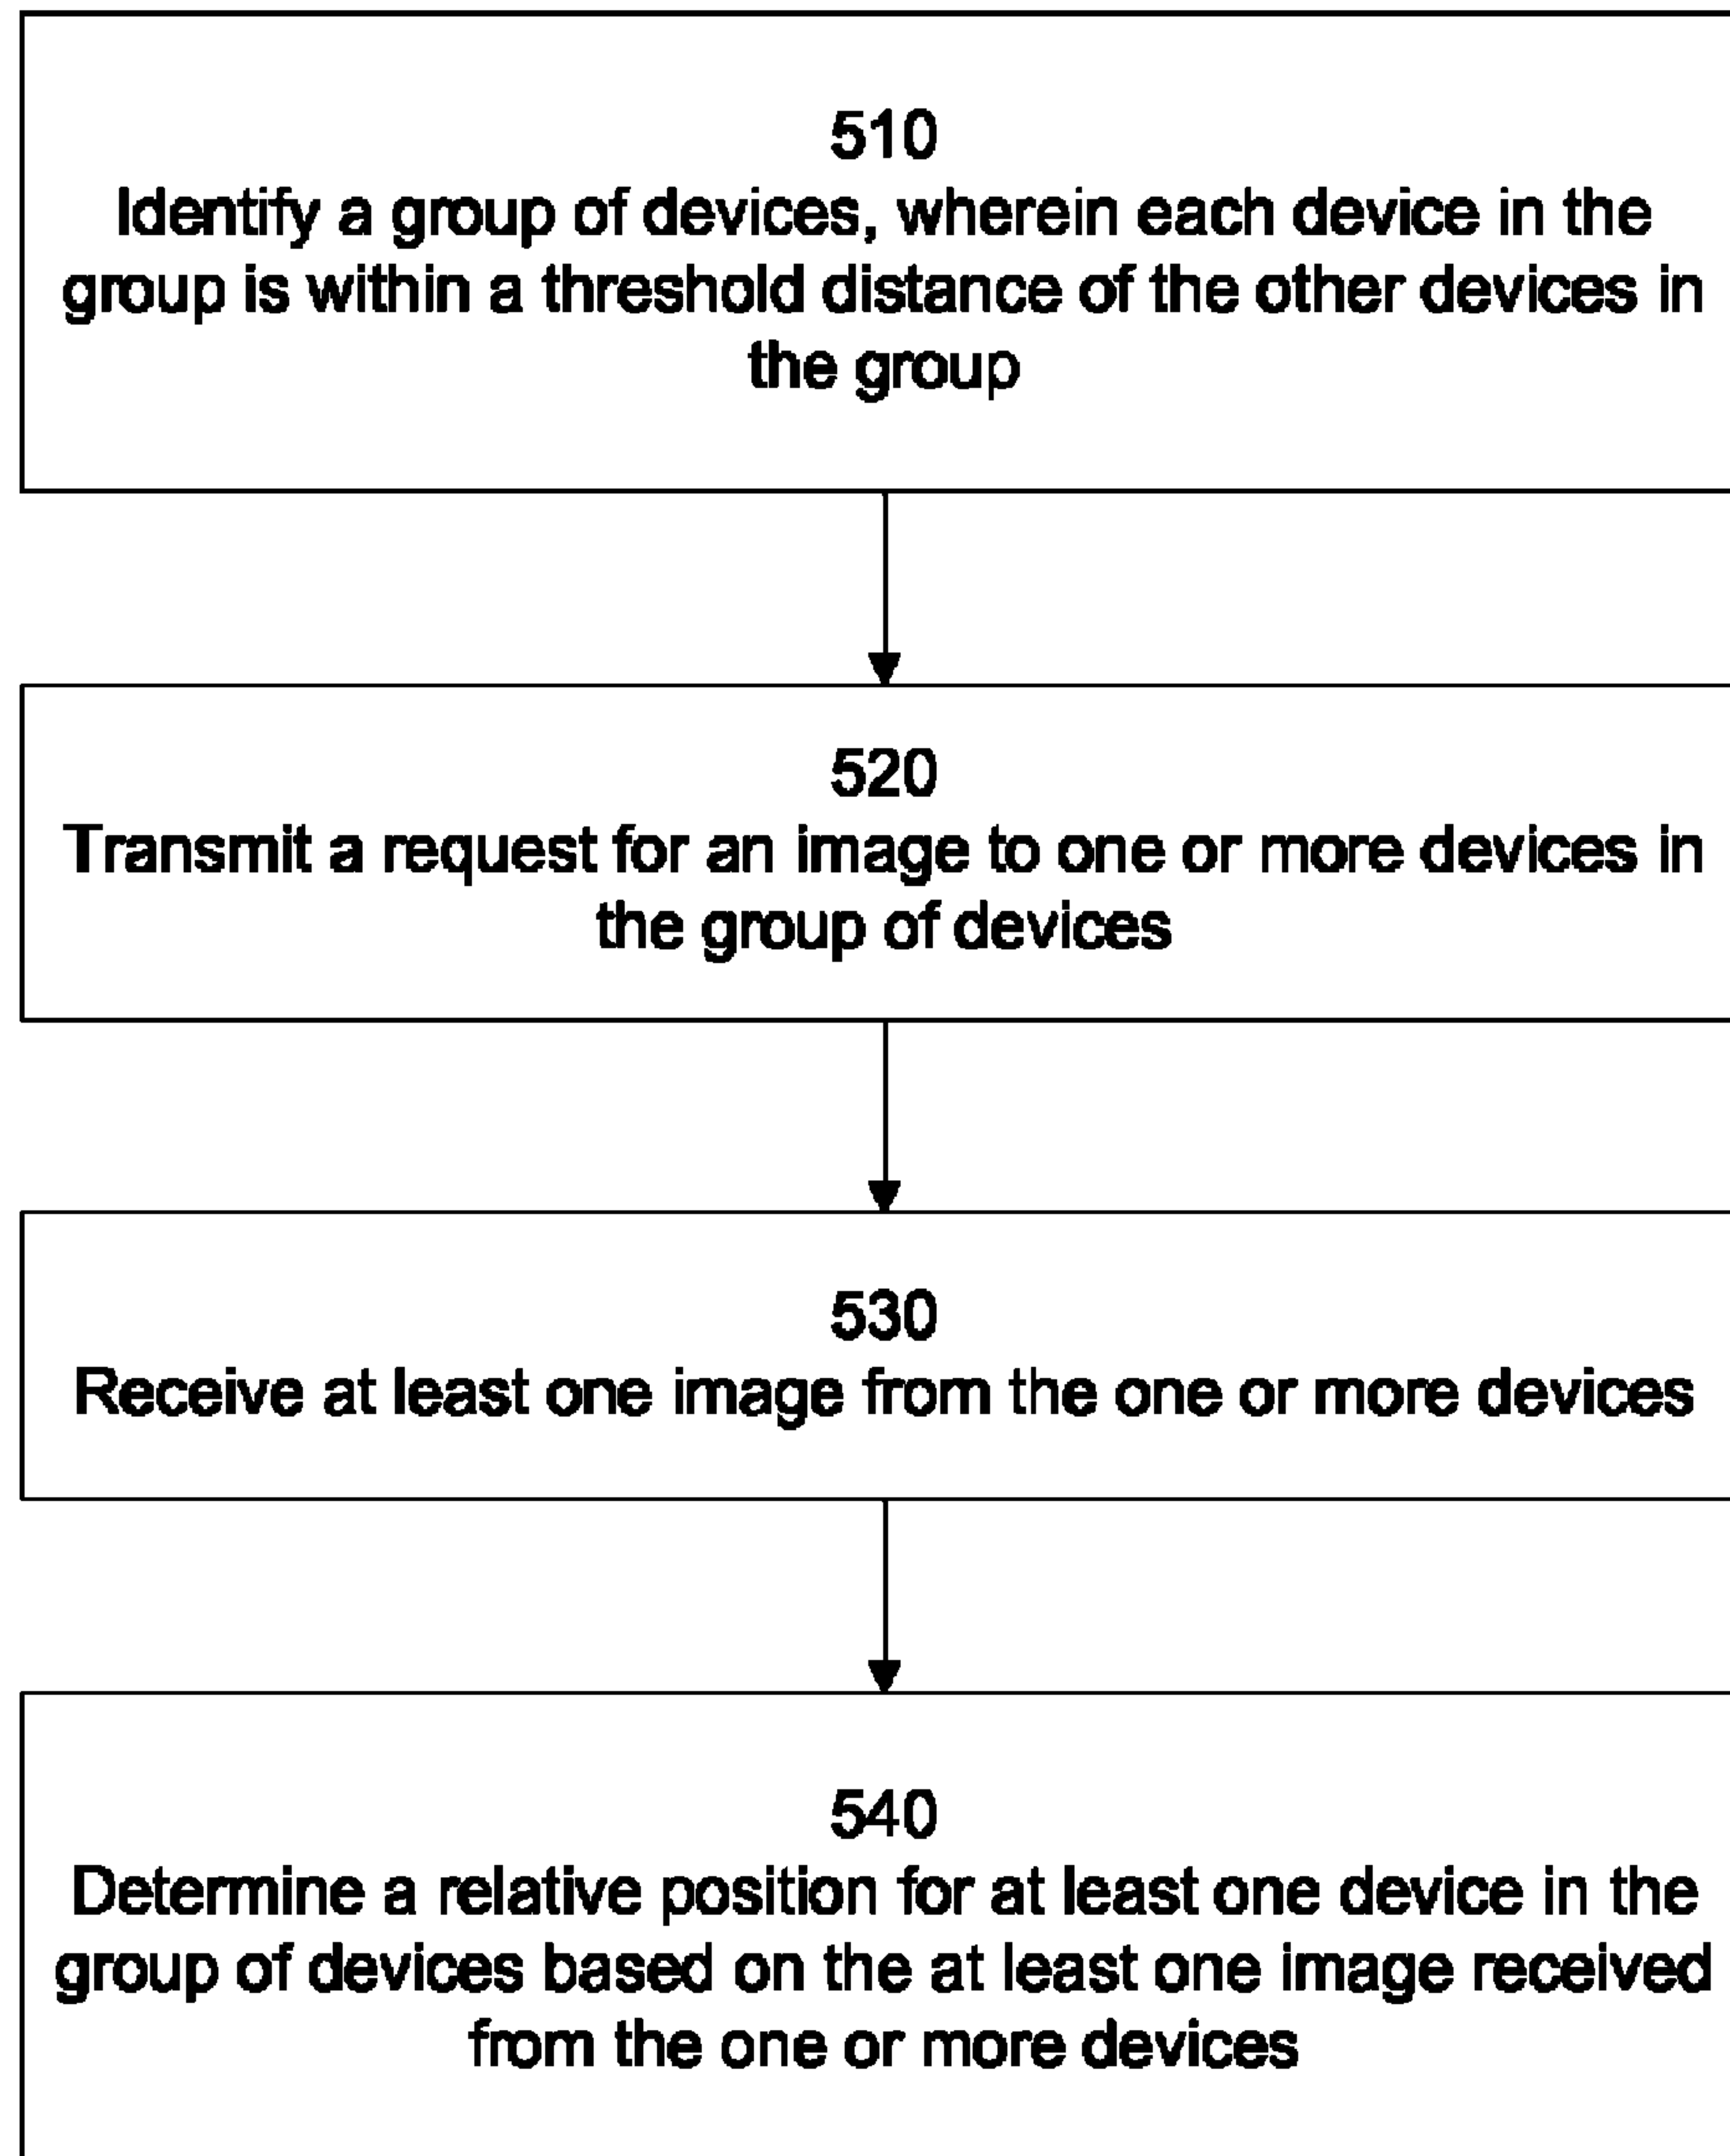 510
Identify a group of devices, wherein each device in the
group is within a threshold distance of the other devices in
the group
520
Transmit a request for an image to one or more devices in
the group of devices
530
Receive at least one image from the one or more devices
540
Determine a relative position for at least one device in the
group of devices based on the at least one image received
from the one or more devices